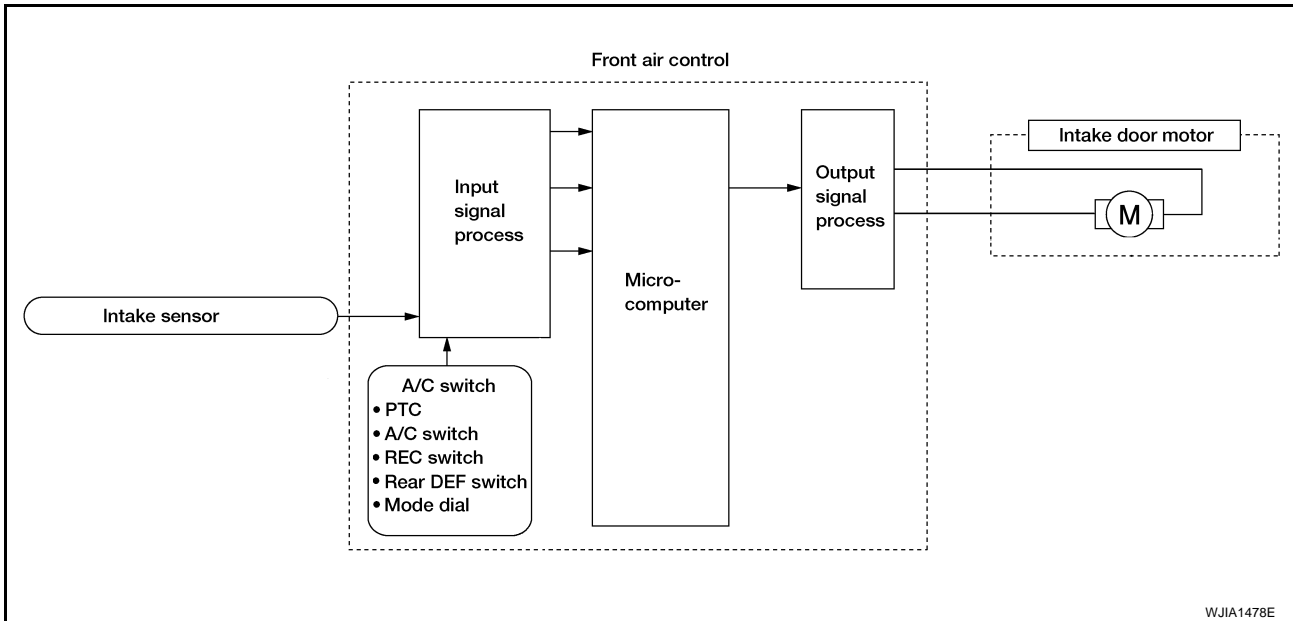 Front air control
Intake door motor
Input
signal
process
Output
signal
process
M
Micro-
computer
Intake sensor
A/C switch
• PTC
• A/C switch
• REC switch
• Rear DEF switch
• Mode dial
WJIA1478E